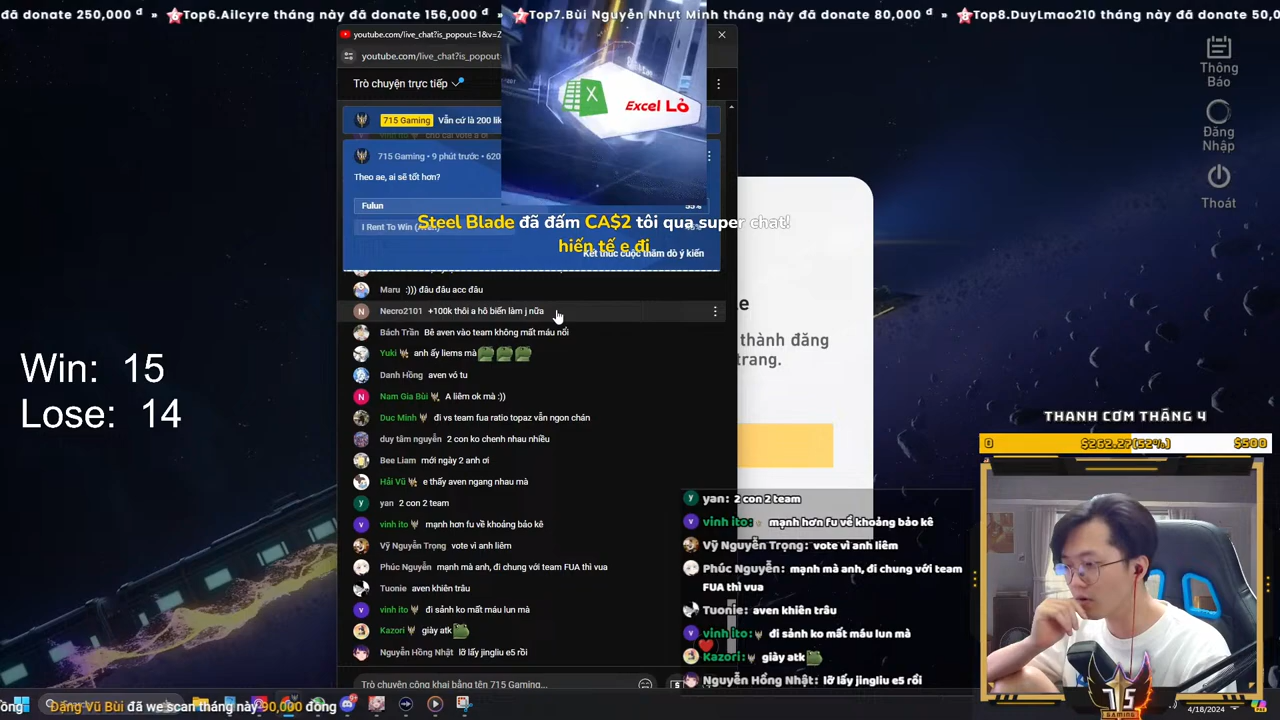 00 đ » Top6.Ailcyre tháng này đã donate 156,000 đ » Top7.Bùi Nguyễn Nhựt Minh tháng này đã donate 80,000 đ » Top8.DuyLmao210 tháng này đã donate 50,0
youtube.com/live_chat?is_popout=1&v=Z
youtube.com/live_chat?is_popout=
Trò chuyện trực tiếp
Excel Lỏ
715 Gaming Vẫn cứ là 200 lik
715 Gaming • 9 phút trước • 620
Theo ae, ai sẽ tốt hơn?
Fulun 55%
I Rent To Win
Steel Blade đã đấm CA$2 tôi qua super chat!
hiến tế e đi
Kết thúc cuộc thăm dò ý kiến
Maru :))) đâu đâu acc đâu
Necro2101 +100k thôi a hô biến làm j nữa
Bách Trần Bê aven vào team không mất máu nổi
Yuki anh ấy liems mà
Danh Hồng aven vó tu
Nam Gia Bùi A liêm ok mà :))
Duc Minh đi vs team fua ratio topaz vẫn ngon chán
duy tâm nguyễn 2 con ko chenh nhau nhiều
Bee Liam mới ngày 2 anh ơi
Hải Vũ e thấy aven ngang nhau mà
yan 2 con 2 team
vinh ito mạnh hơn fu về khoảng bảo kê
Vỹ Nguyễn Trọng vote vì anh liêm
Phúc Nguyễn mạnh mà anh, đi chung với team FUA thì vua
Tuonie aven khiên trâu
vinh ito đi sảnh ko mất máu lun mà
Kazori giày atk
Nguyễn Hồng Nhật lỡ lấy jingliu e5 rồi
Trò chuyện công khai bằng tên 715 Gaming...
Win: 15
Lose: 14
Thông
Báo
Đăng
Nhập
Thoát
e
thành đăng
trang.
THANH CƠM THÁNG 4
0 $262.27(52%) $500
yan: 2 con 2 team
vinh ito: mạnh hơn fu về khoảng bảo kê
Vỹ Nguyễn Trọng: vote vì anh liêm
Phúc Nguyễn: mạnh mà anh, đi chung với team
FUA thì vua
Tuonie: aven khiên trâu
vinh ito: đi sảnh ko mất máu lun mà
Kazori: giày atk
Nguyễn Hồng Nhật: lỡ lấy jingliu e5 rồi
715
GAMING
ồng Đặng Vũ Bùi đã we scan tháng này 90,000 đồng
4/18/2024